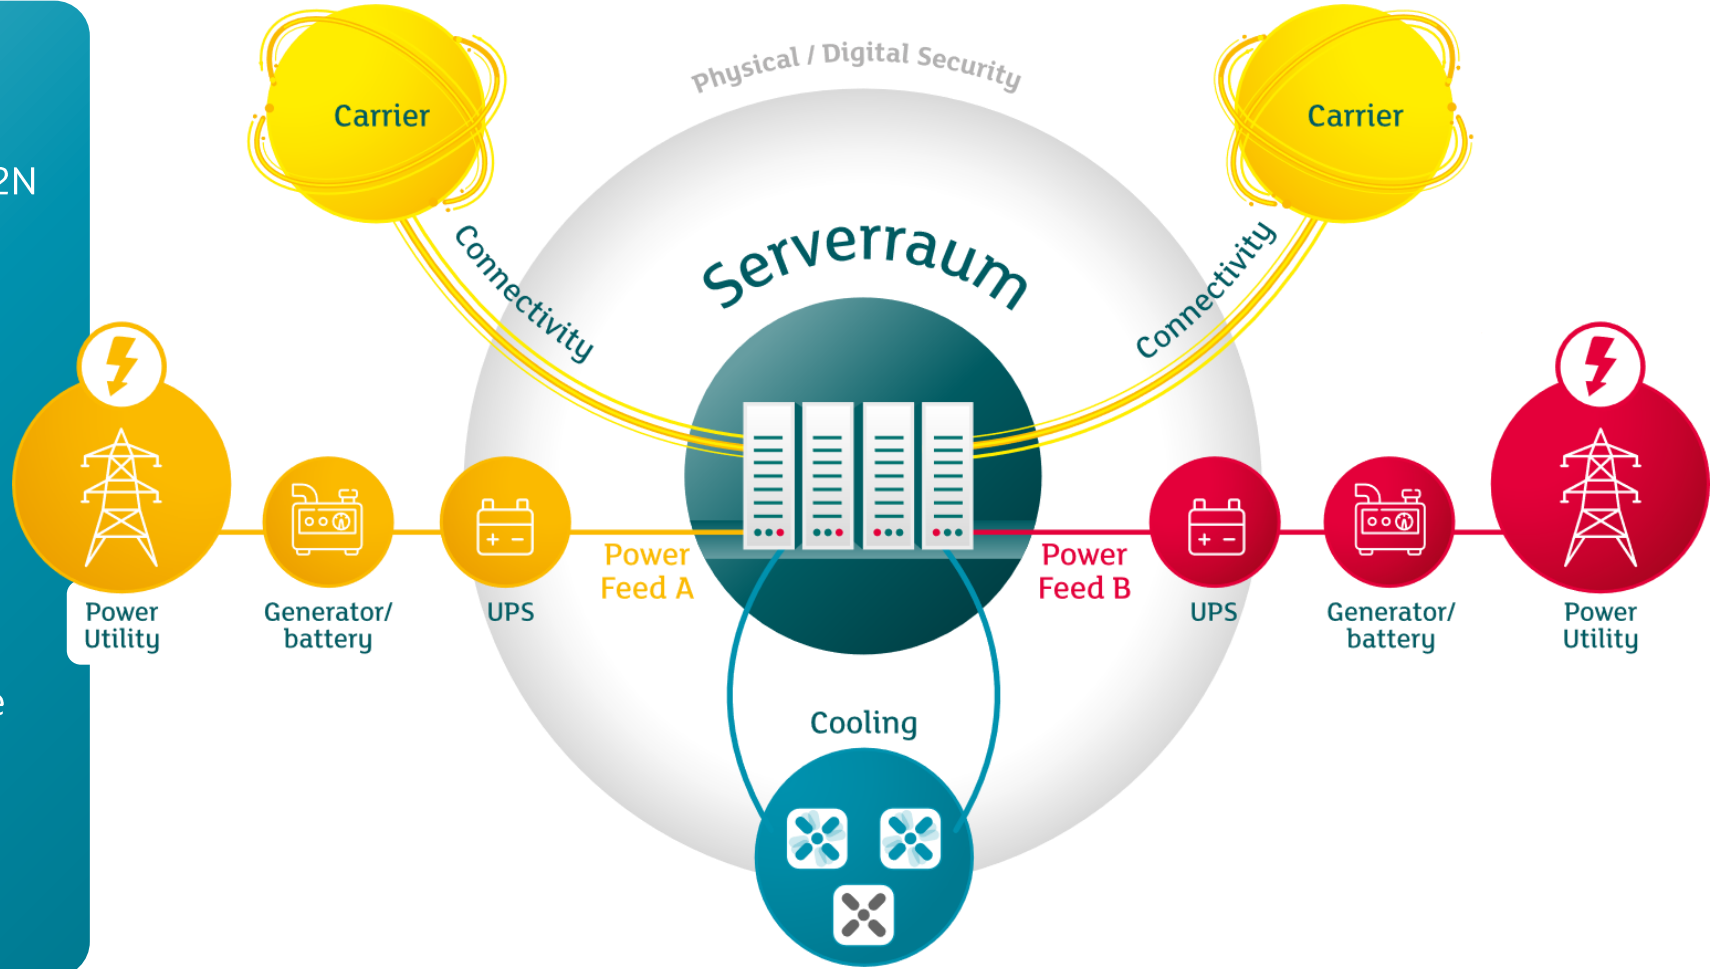 Physical / Digital Security
Carrier
Carrier
2N
Connectivity
Connectivity
Serverraum
Power
Feed A
Power
Feed B
Power
Utility
Generator/
battery
UPS
UPS
Generator/
battery
Power
Utility
e
Cooling